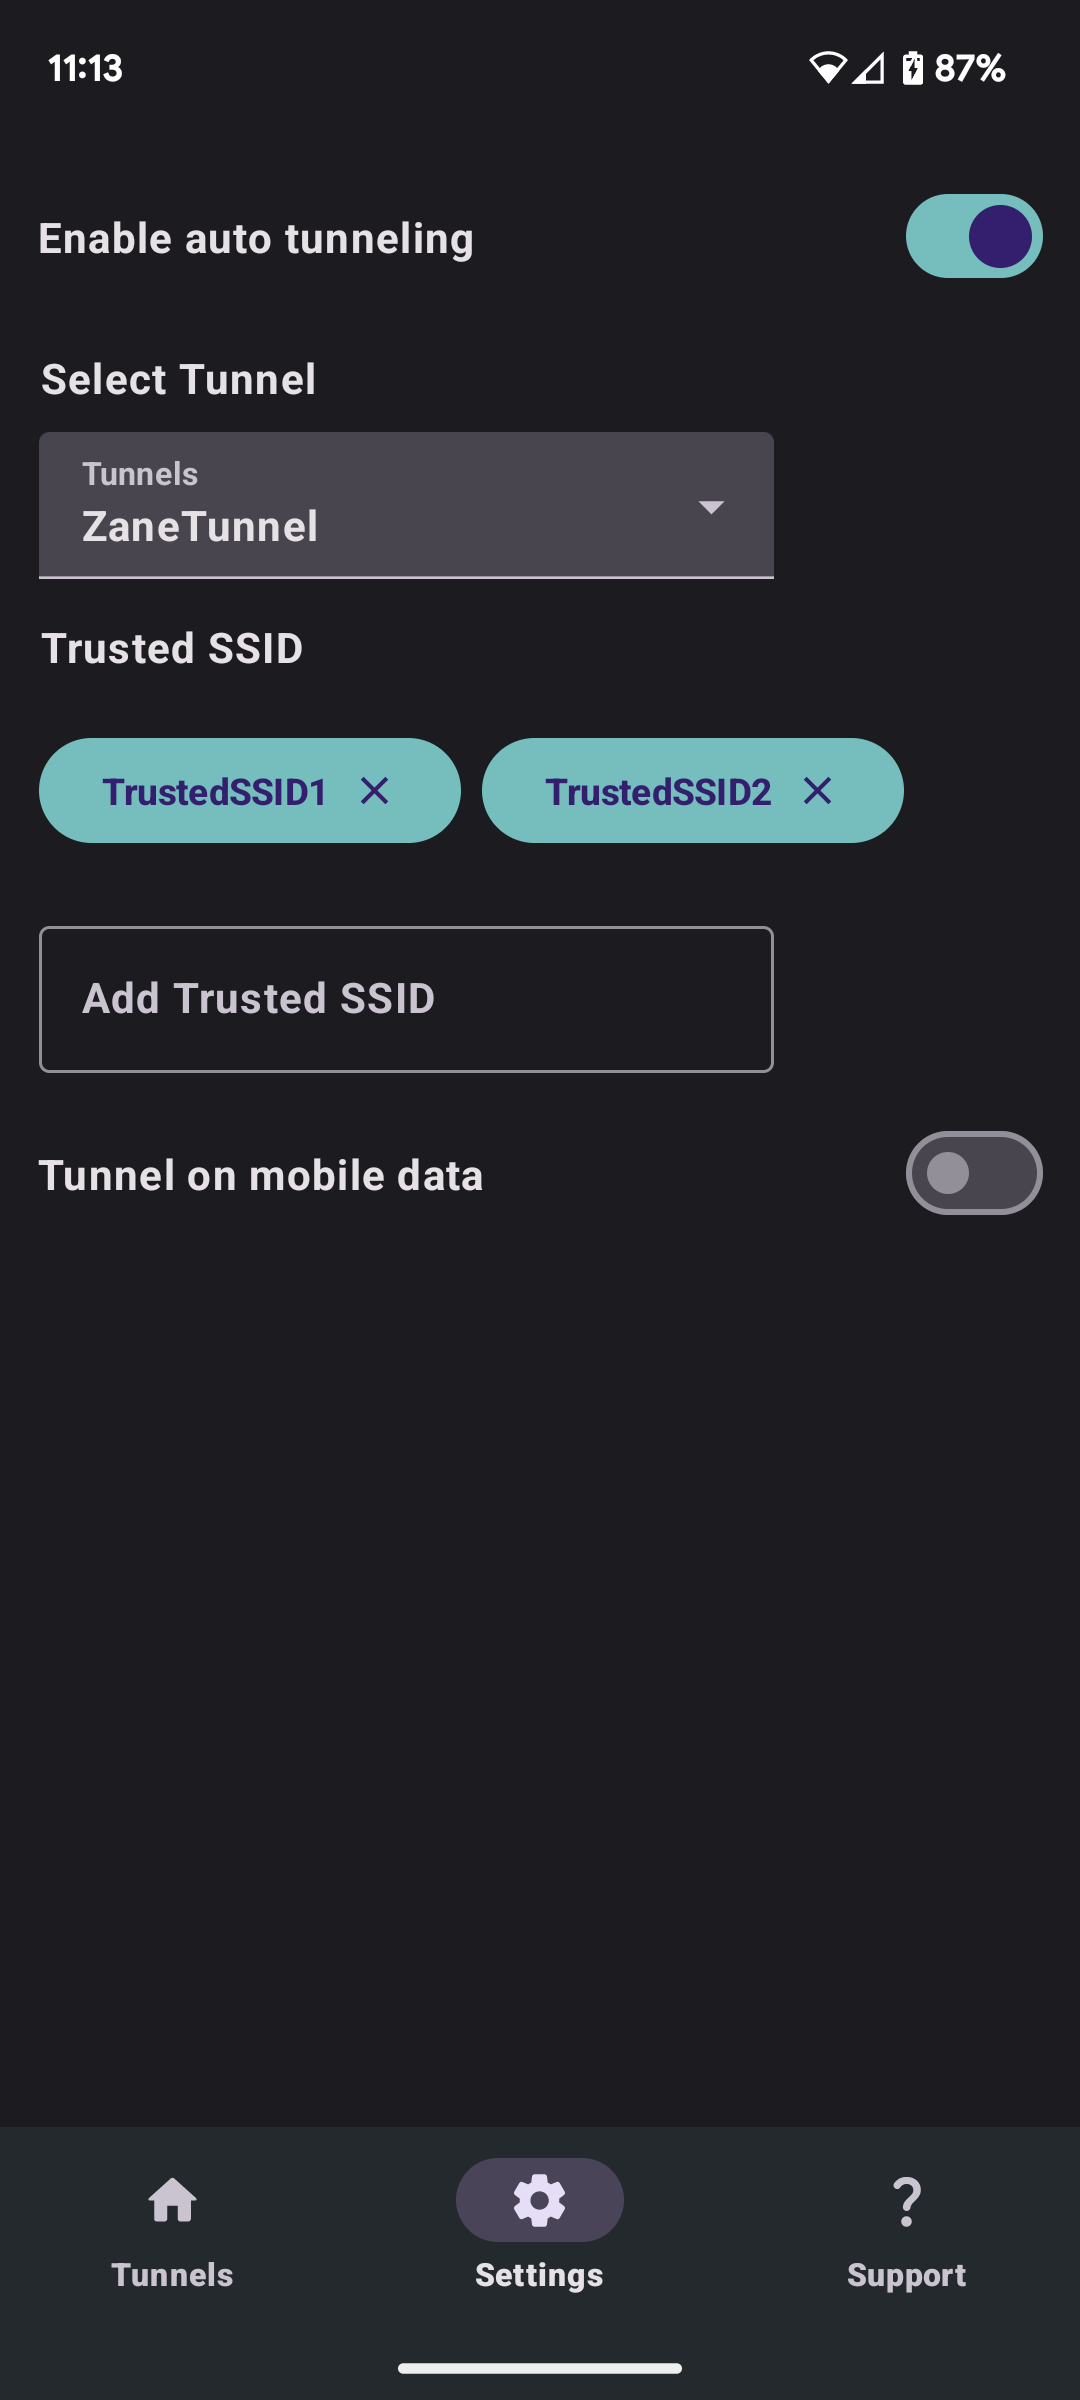 11:13 87%
Enable auto tunneling
Select Tunnel
Tunnels
ZaneTunnel
Trusted SSID
TrustedSSID1 TrustedSSID2
Add Trusted SSID
Tunnel on mobile data
Tunnels Settings Support